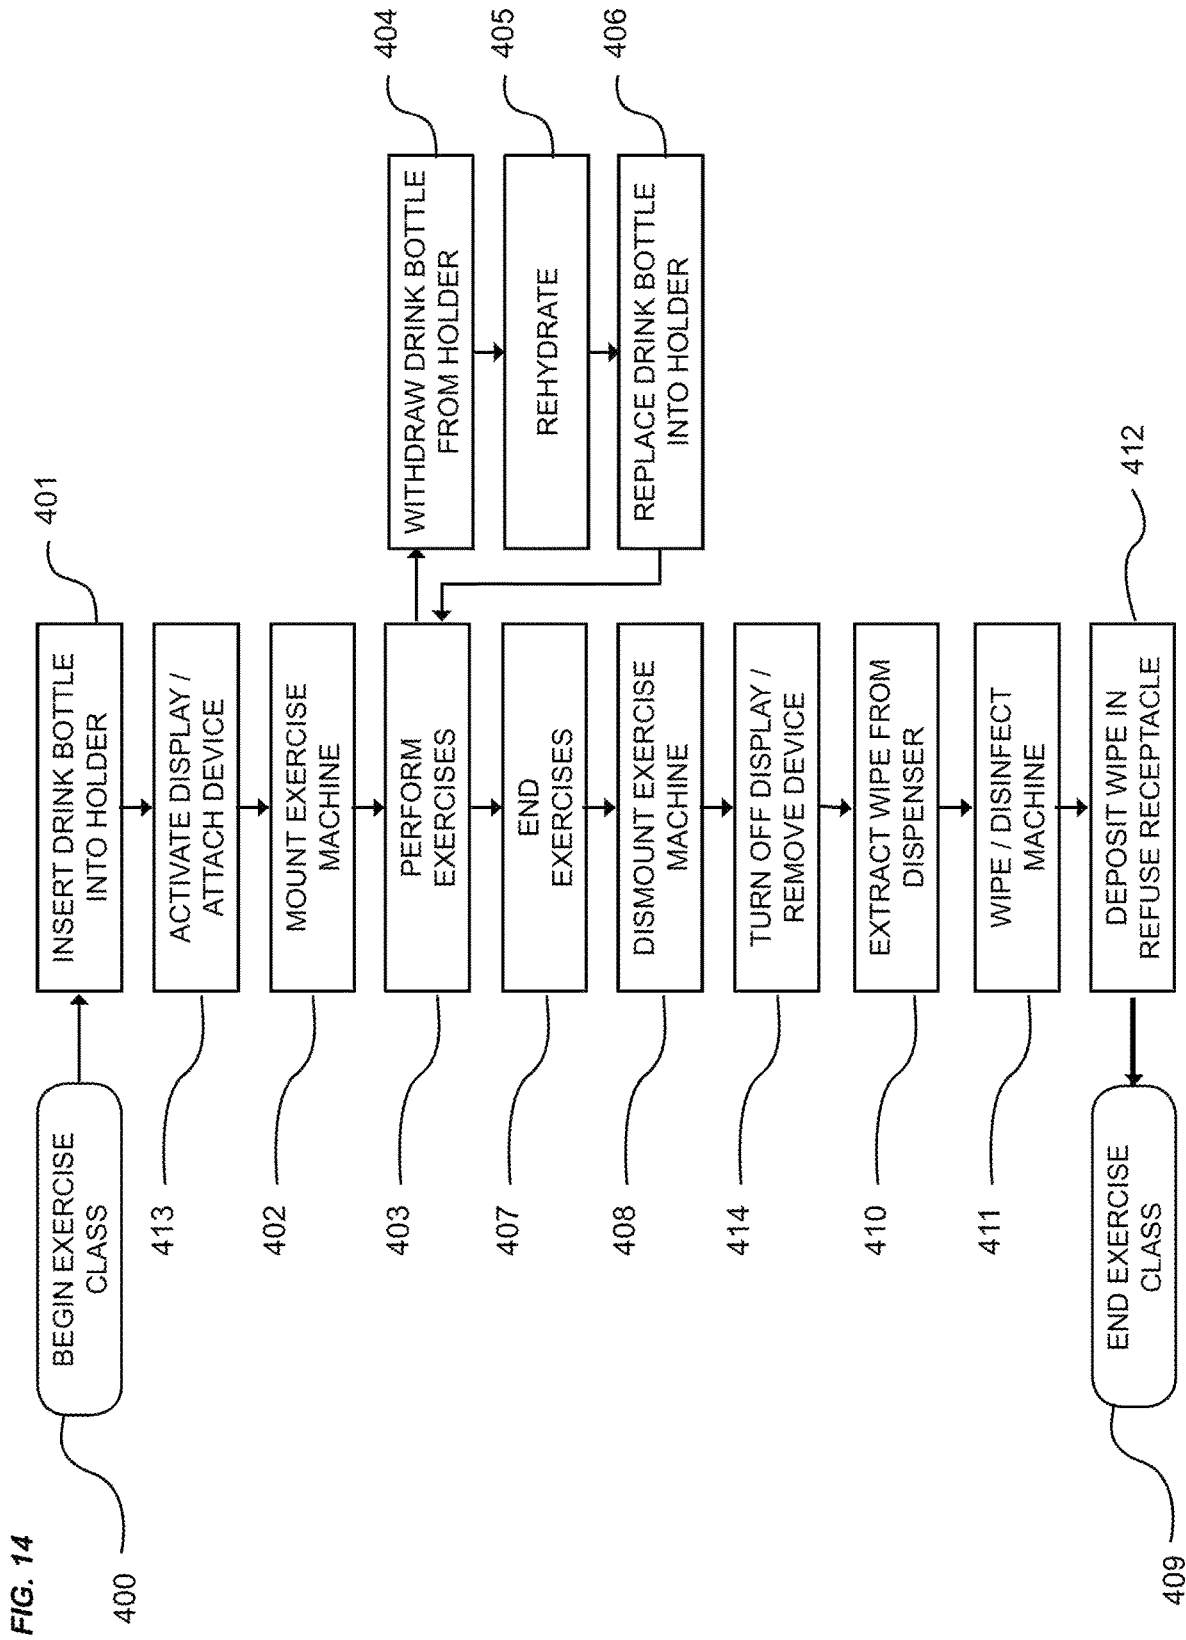 FIG. 14
400
BEGIN EXERCISE
CLASS
401
INSERT DRINK BOTTLE
INTO HOLDER
413
ACTIVATE DISPLAY /
ATTACH DEVICE
402
MOUNT EXERCISE
MACHINE
403
PERFORM
EXERCISES
404
WITHDRAW DRINK BOTTLE
FROM HOLDER
405
REHYDRATE
406
REPLACE DRINK BOTTLE
INTO HOLDER
407
END
EXERCISES
408
DISMOUNT EXERCISE
MACHINE
414
TURN OFF DISPLAY /
REMOVE DEVICE
410
EXTRACT WIPE FROM
DISPENSER
411
WIPE / DISINFECT
MACHINE
412
DEPOSIT WIPE IN
REFUSE RECEPTACLE
409
END EXERCISE
CLASS